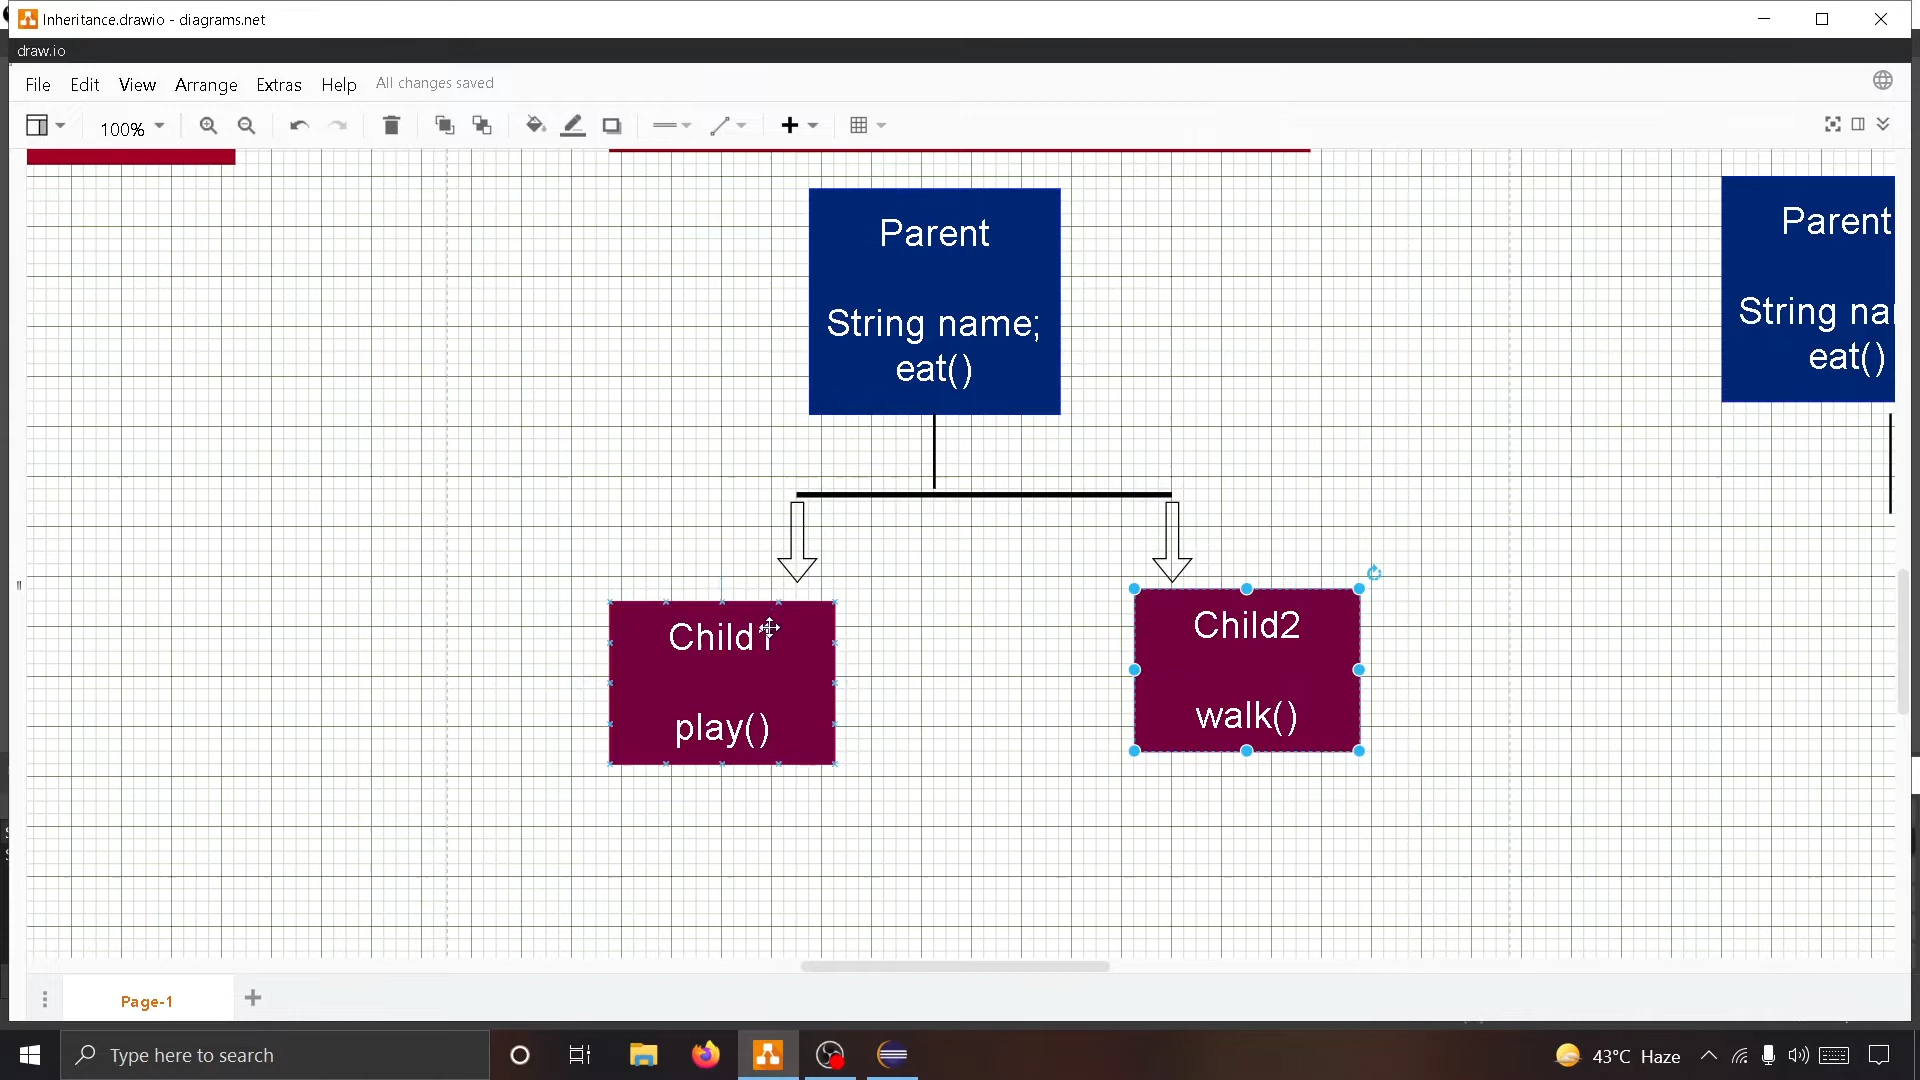 Inheritance.drawio - diagrams.net
draw.io
File Edit View Arrange Extras Help All changes saved
100%
Parent
String name;
eat()
Parent
String nar
eat()
Child1
play()
Child2
walk()
Page-1
Type here to search
43°C Haze